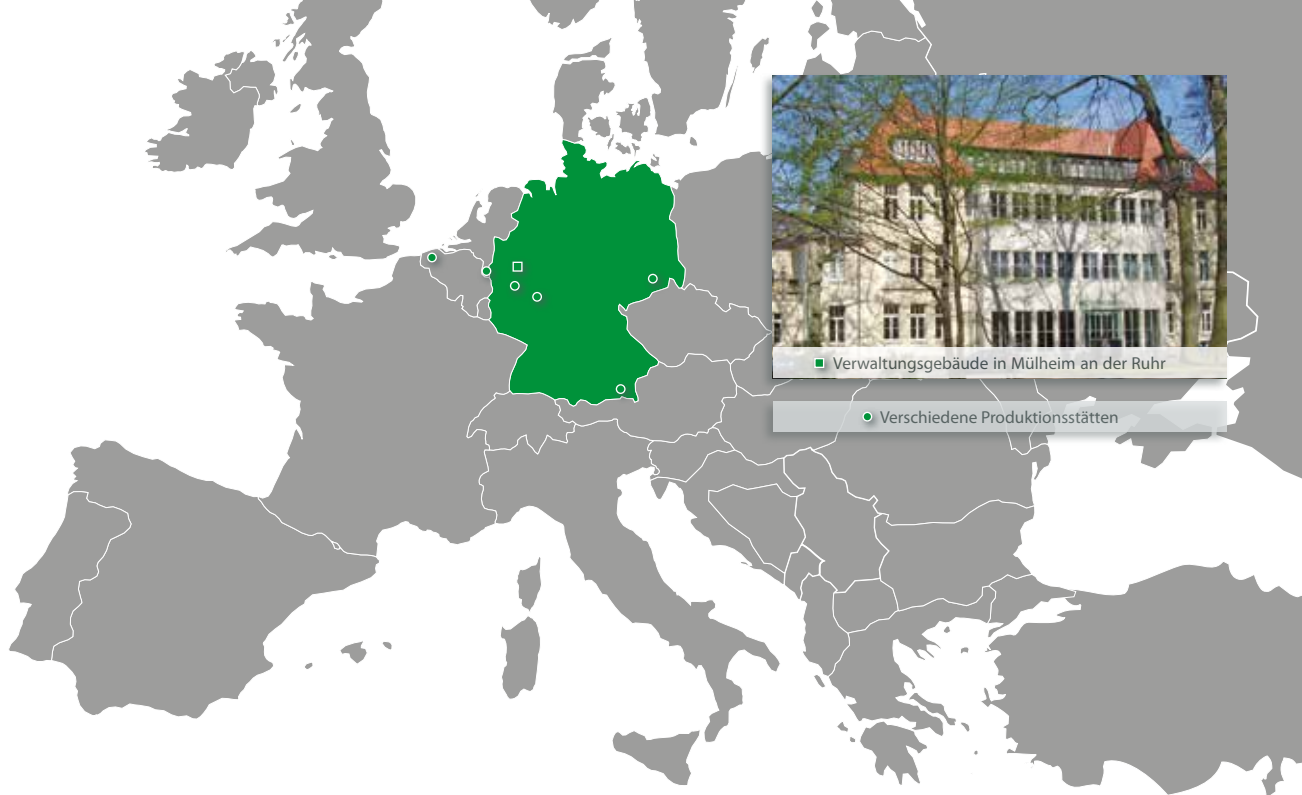 Verwaltungsgebäude in Mülheim an der Ruhr
Verschiedene Produktionsstätten